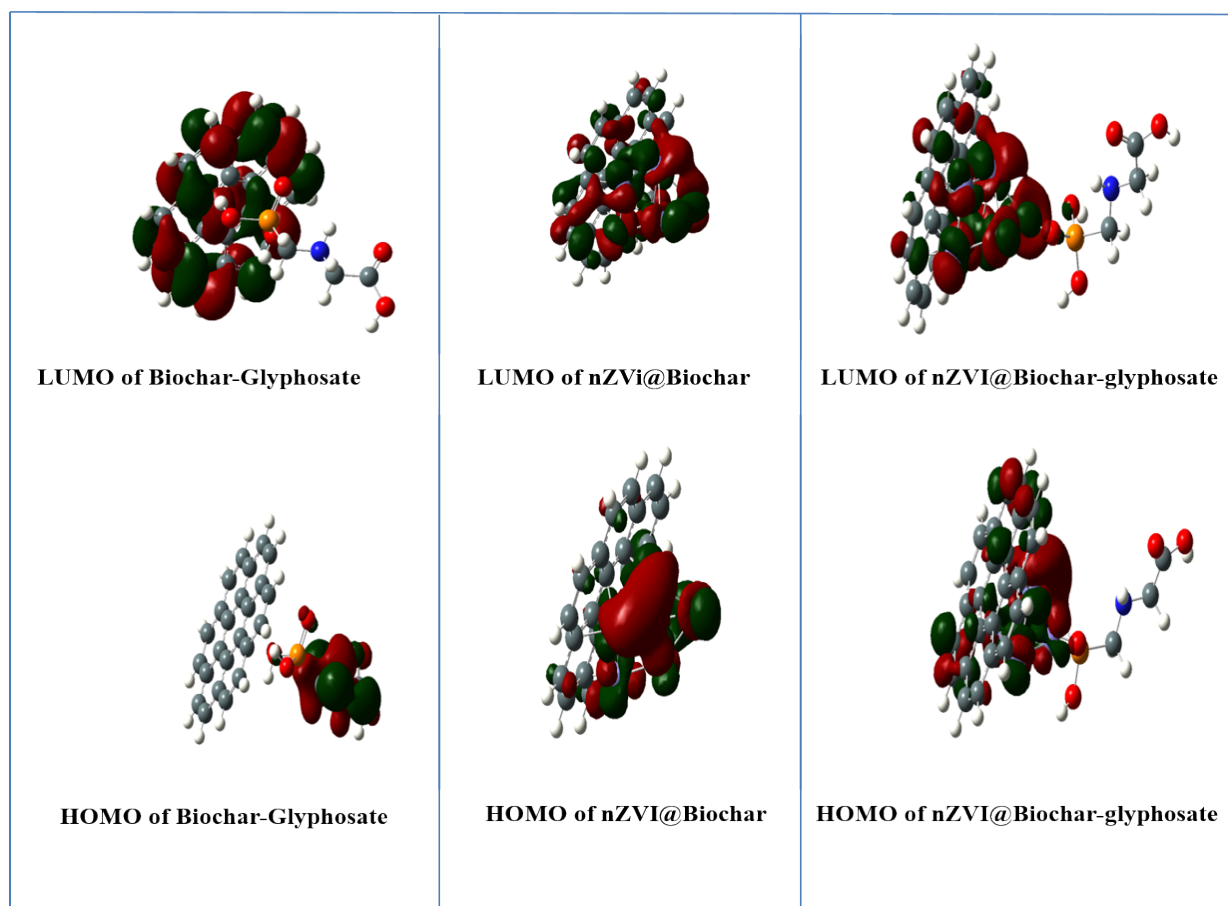 LUMO of Biochar-Glyphosate
LUMO of nZVi@Biochar
LUMO of nZVI@Biochar-glyphosate
HOMO of Biochar-Glyphosate
HOMO of nZVI@Biochar
HOMO of nZVI@Biochar-glyphosate